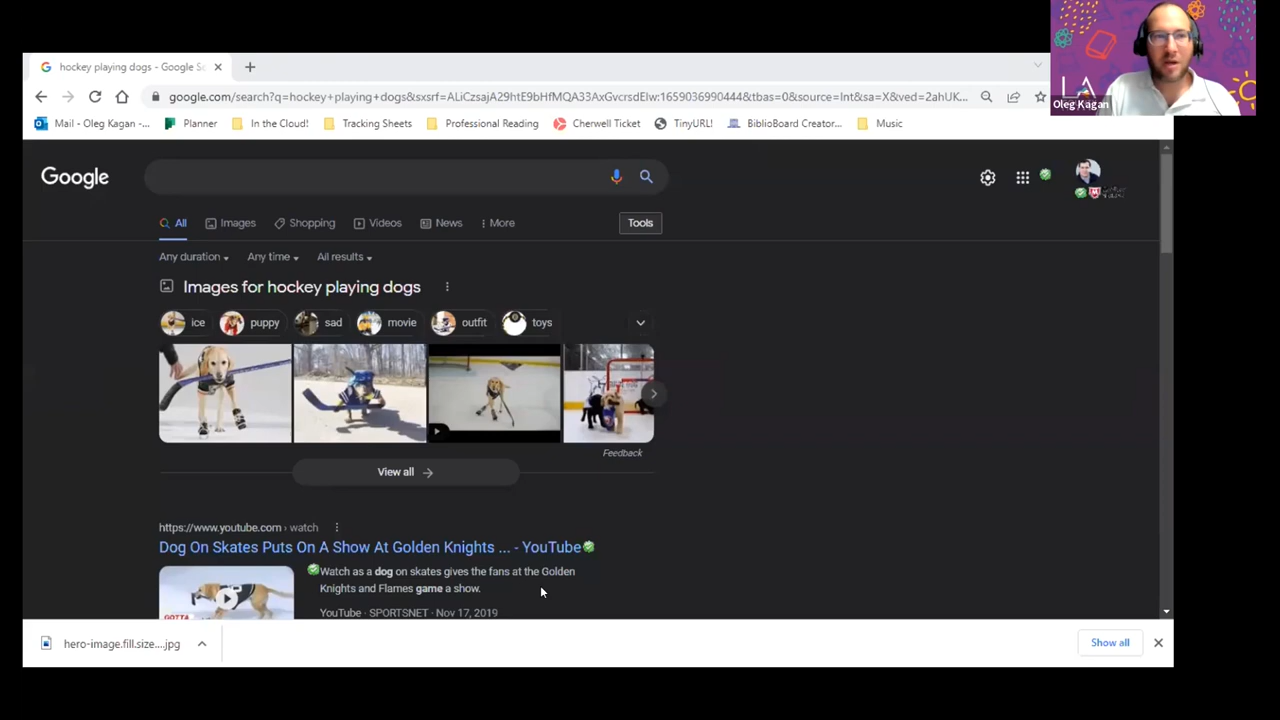 hockey playing dogs - Google Se
google.com/search?q=hockey+playing+dogs&sxsrf=ALiCzsajA29htE9bHfMQA33AxGvcrsdElw:1659036990444&tbas=0&source=Int&sa=X&ved=2ahUK...
LA
Oleg Kagan
Mail - Oleg Kagan -... Planner In the Cloud! Tracking Sheets Professional Reading Cherwell Ticket TinyURL! BiblioBoard Creator... Music
Google
All Images Shopping Videos News More Tools
Any duration Any time All results
Images for hockey playing dogs
ice puppy sad movie outfit toys
Feedback
View all
https://www.youtube.com › watch
Dog On Skates Puts On A Show At Golden Knights ... - YouTube
Watch as a dog on skates gives the fans at the Golden
Knights and Flames game a show.
GOTTA
YouTube · SPORTSNET · Nov 17, 2019
hero-image.fill.size....jpg
Show all